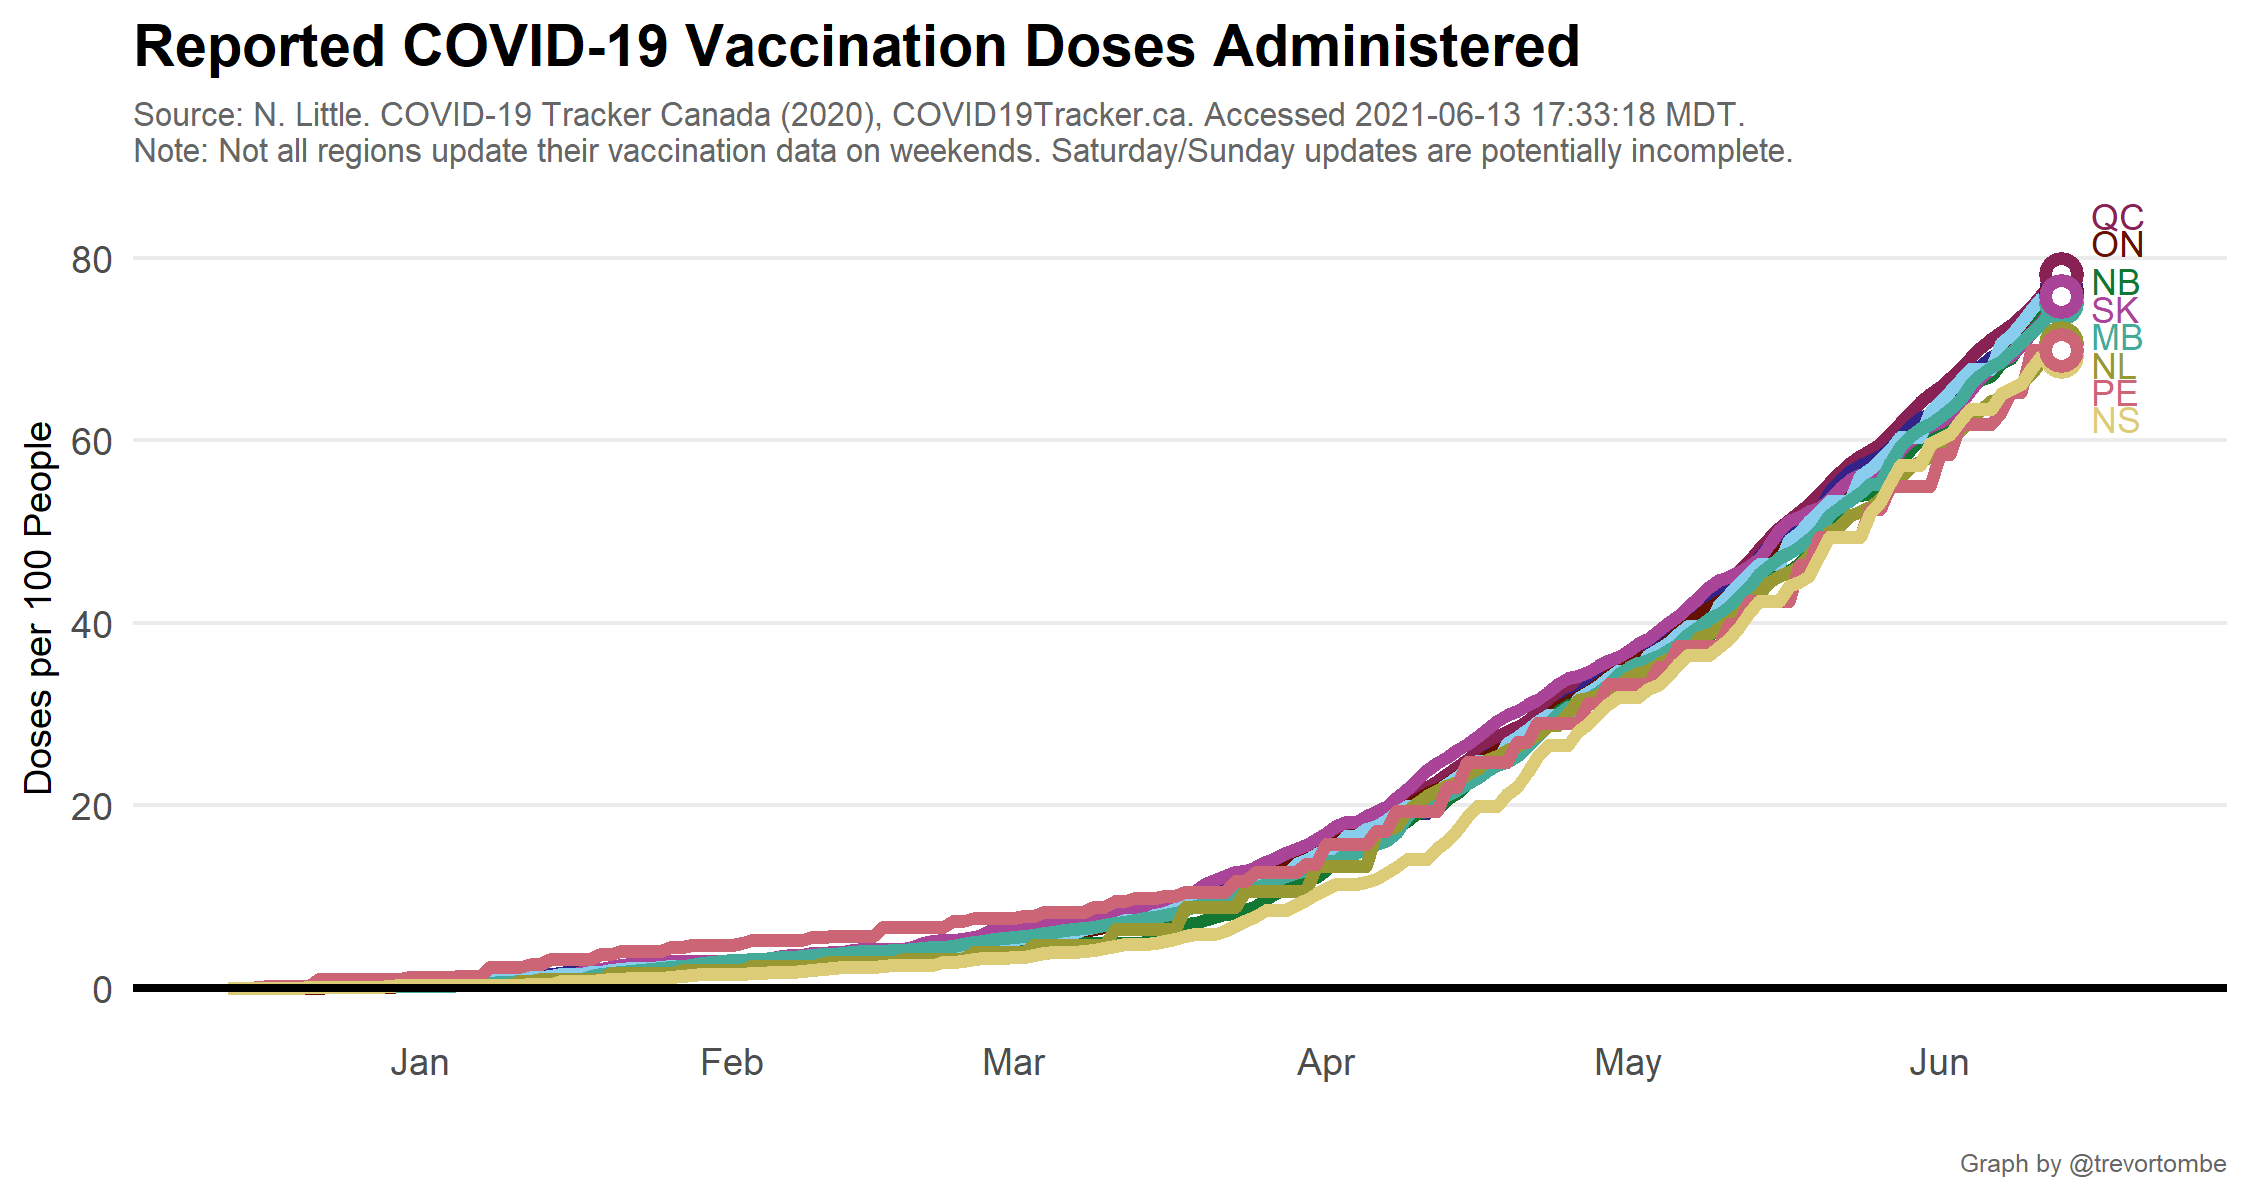 Reported COVID-19 Vaccination Doses Administered
Source: N. Little. COVID-19 Tracker Canada (2020), COVID19Tracker.ca. Accessed 2021-06-13 17:33:18 MDT.
Note: Not all regions update their vaccination data on weekends. Saturday/Sunday updates are potentially incomplete.
Doses per 100 People
80
60
40
20
0
QC
ON
NB
SK
MB
NL
PE
NS
Jan
Feb
Mar
Apr
May
Jun
Graph by @trevortombe